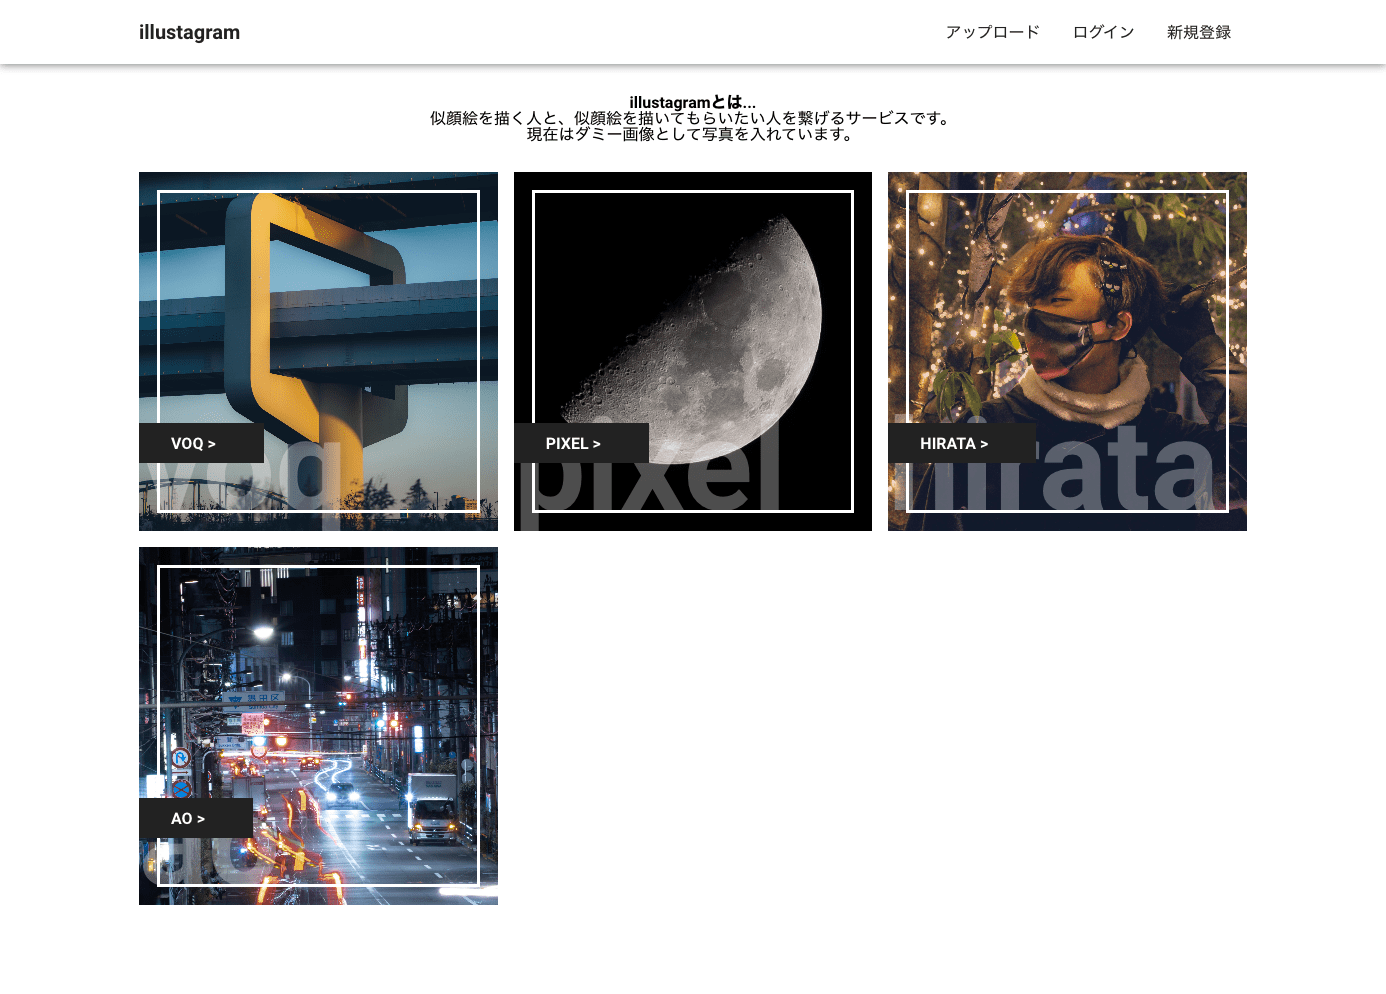 illustagram
アップロード ログイン 新規登録
illustagramとは...
似顔絵を描く人と、似顔絵を描いてもらいたい人を繋げるサービスです。
現在はダミー画像として写真を入れています。
VOQ >
voq
PIXEL >
pixel
HIRATA >
hirata
墨田区
AO >
ao